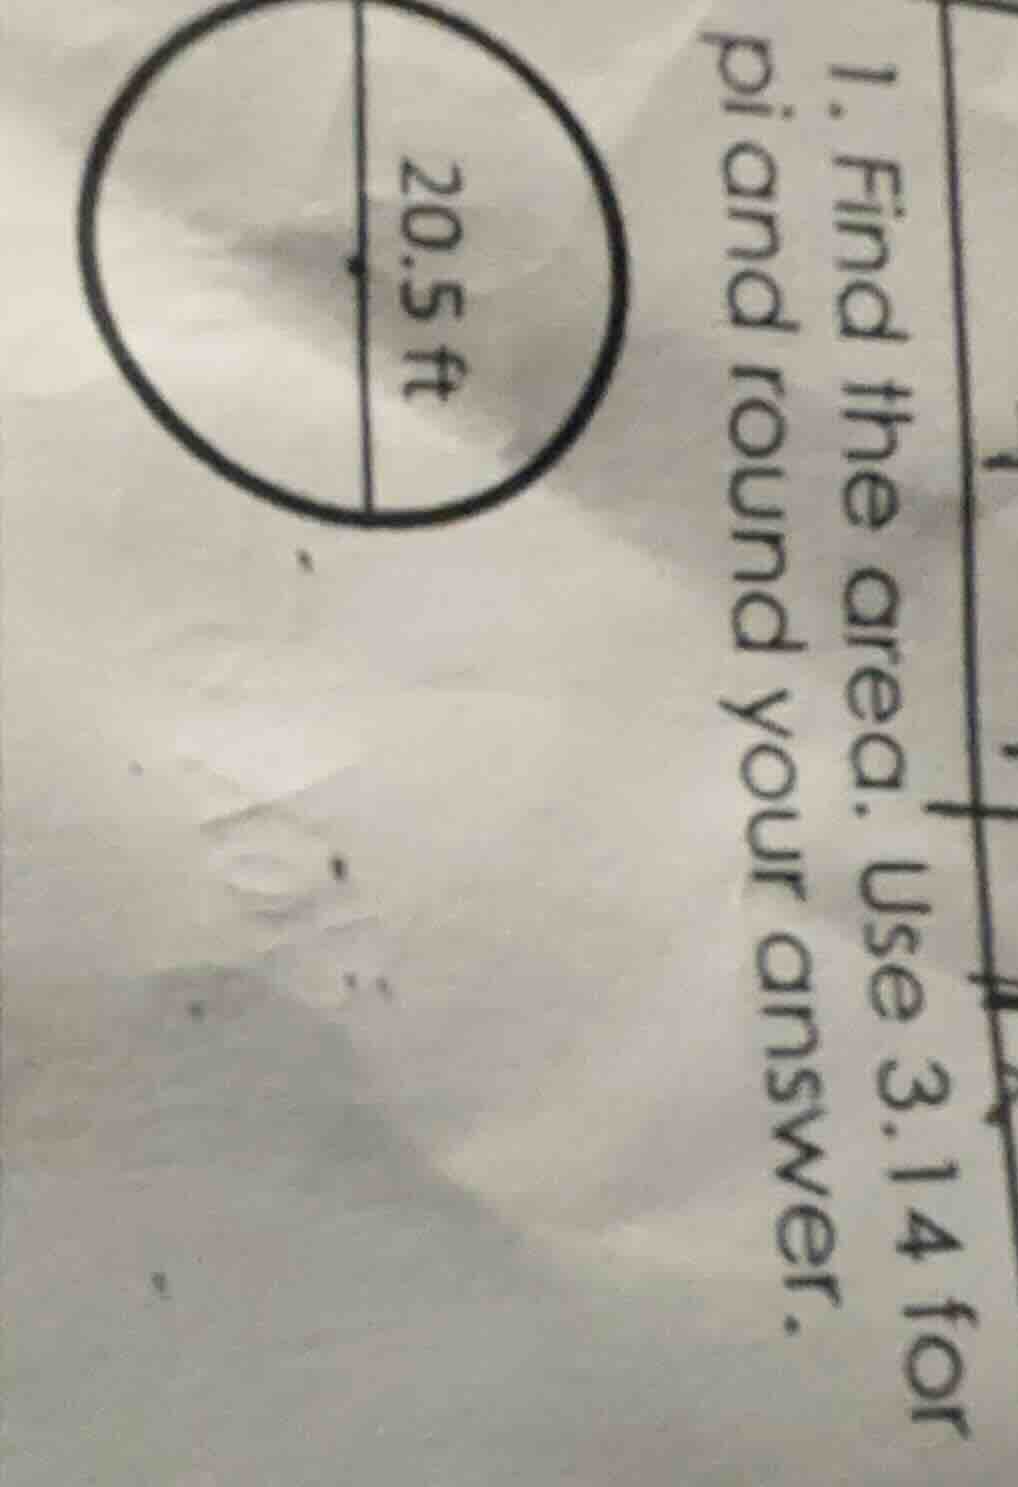 1. Find the area. Use 3.14 for
pi and round your answer.
20.5 ft